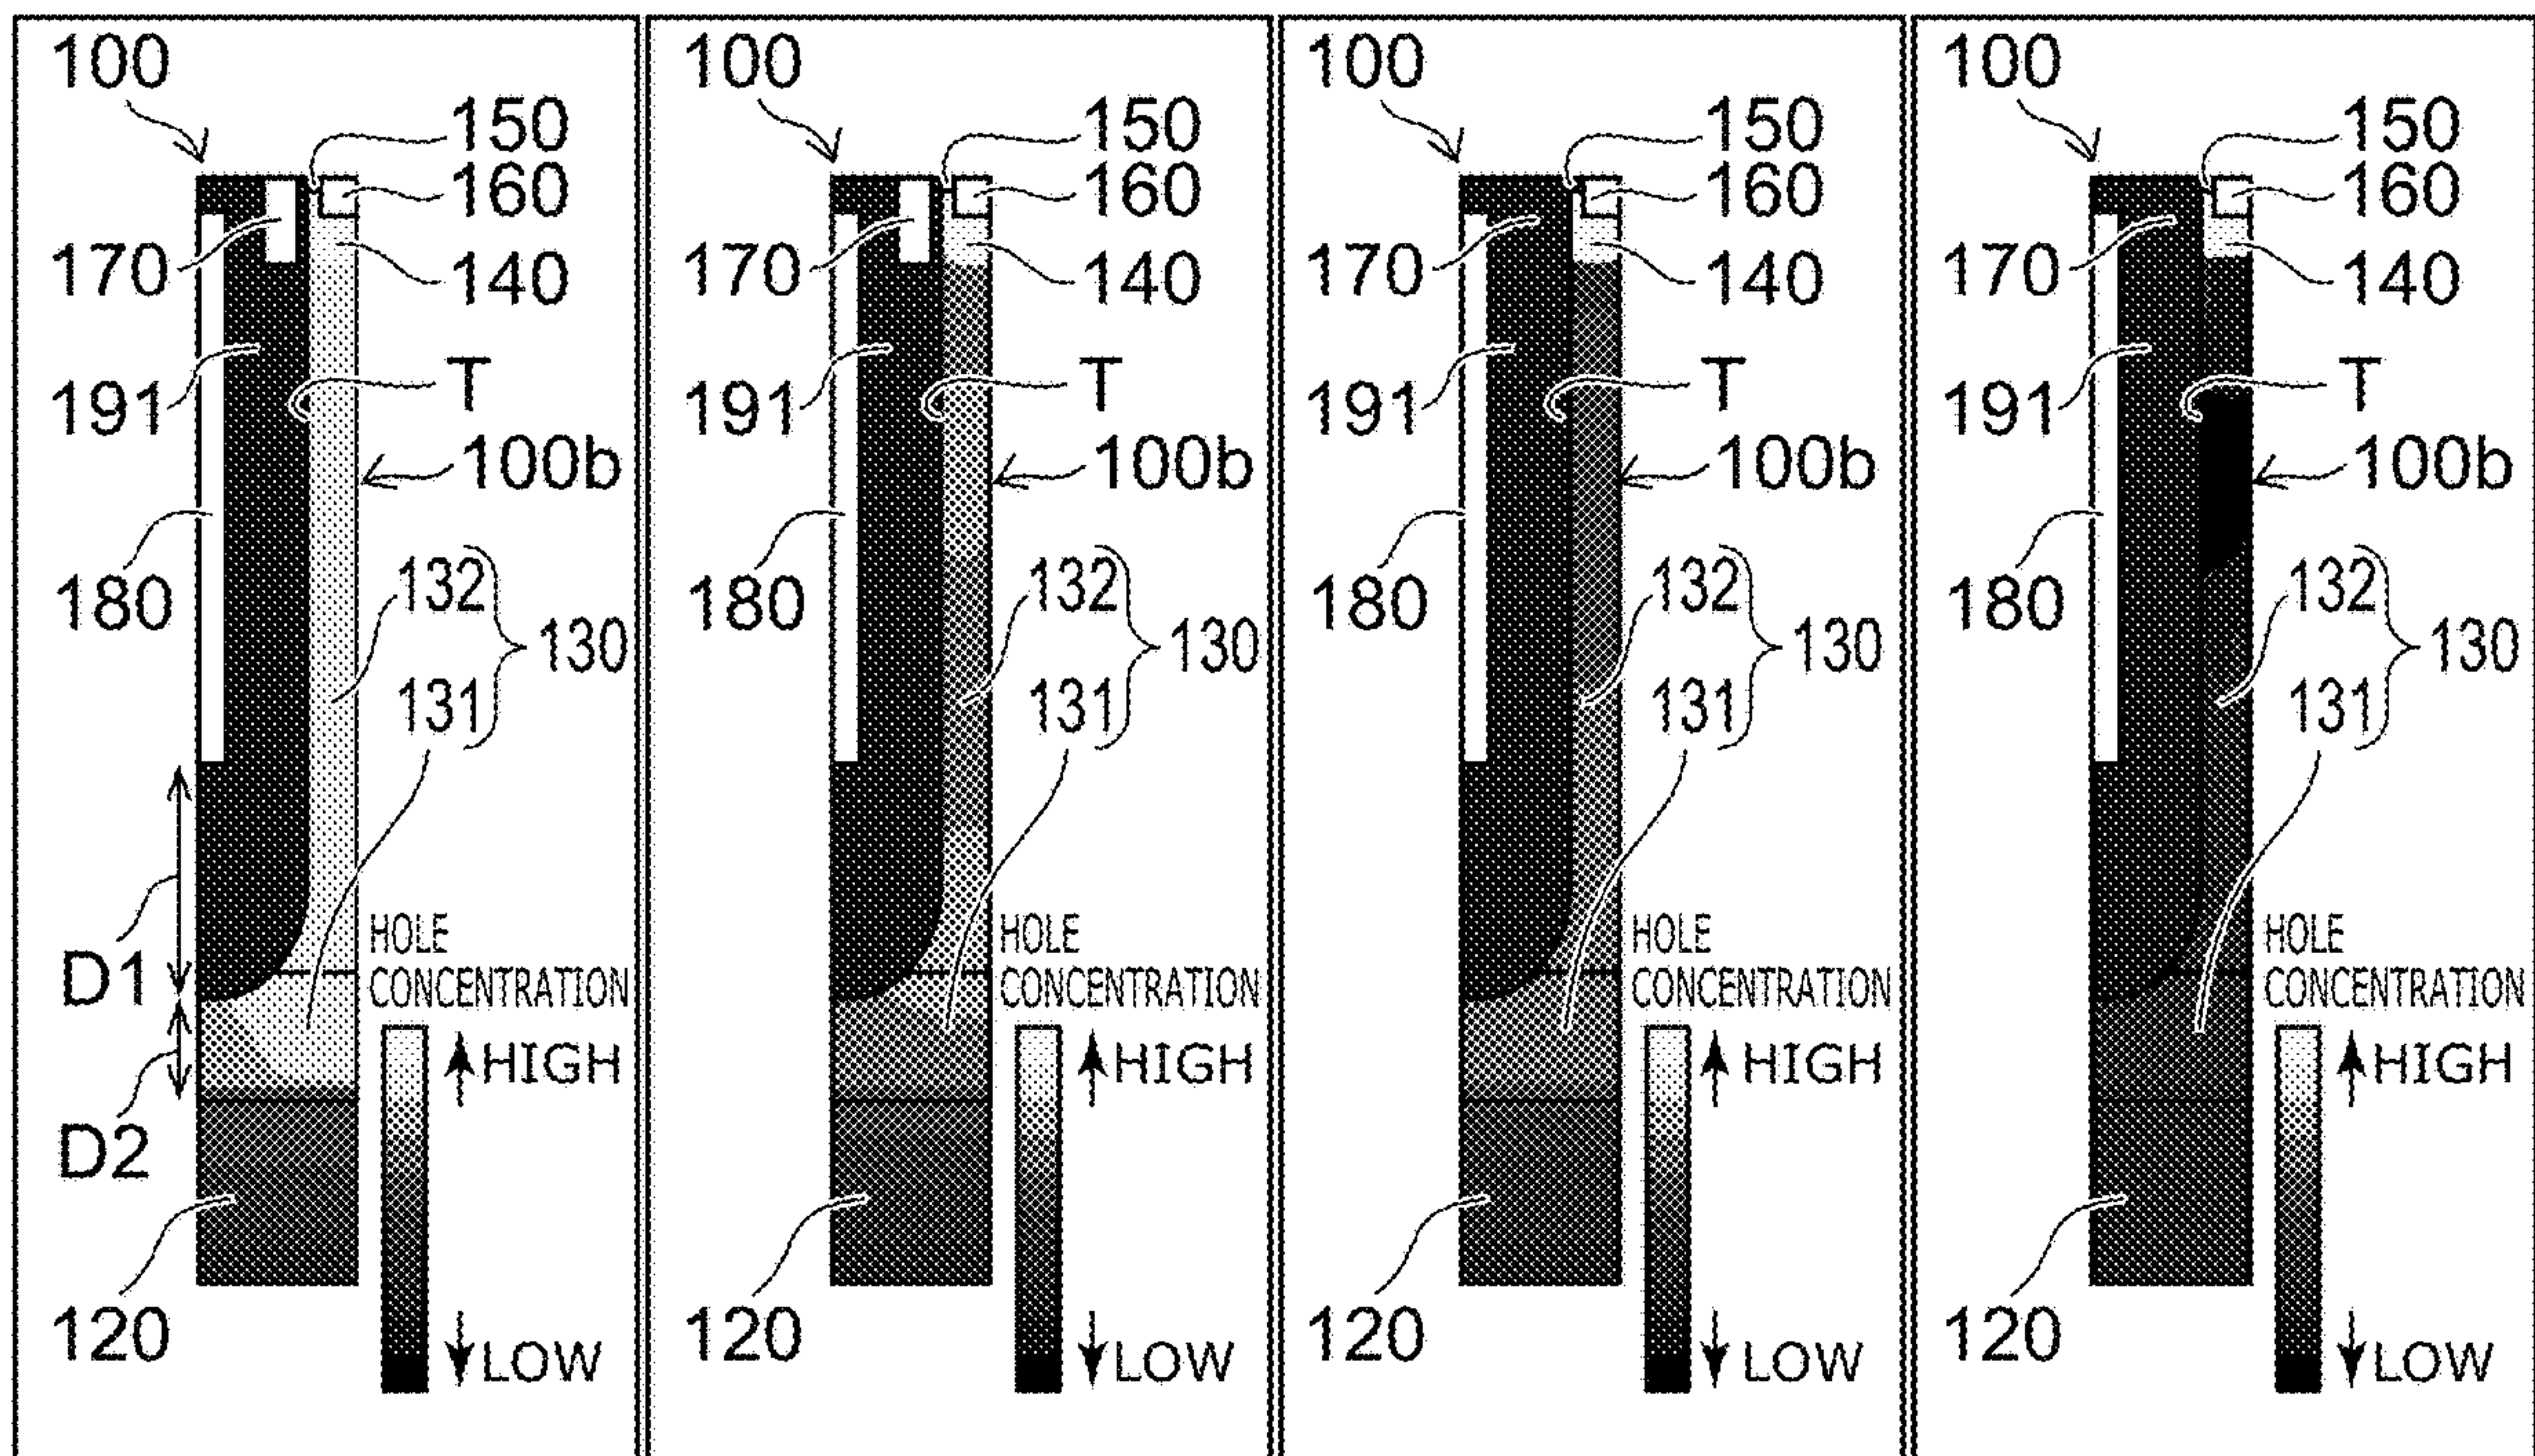 100
150
160
170
140
191
T
100b
180
132
130
131
HOLE
CONCENTRATION
D1
HIGH
D2
120
LOW
100
150
160
170
140
191
T
100b
180
132
130
131
HOLE
CONCENTRATION
HIGH
120
LOW
100
150
160
170
140
191
T
100b
180
132
130
131
HOLE
CONCENTRATION
HIGH
120
LOW
100
150
160
170
140
191
T
100b
180
132
130
131
HOLE
CONCENTRATION
HIGH
120
LOW